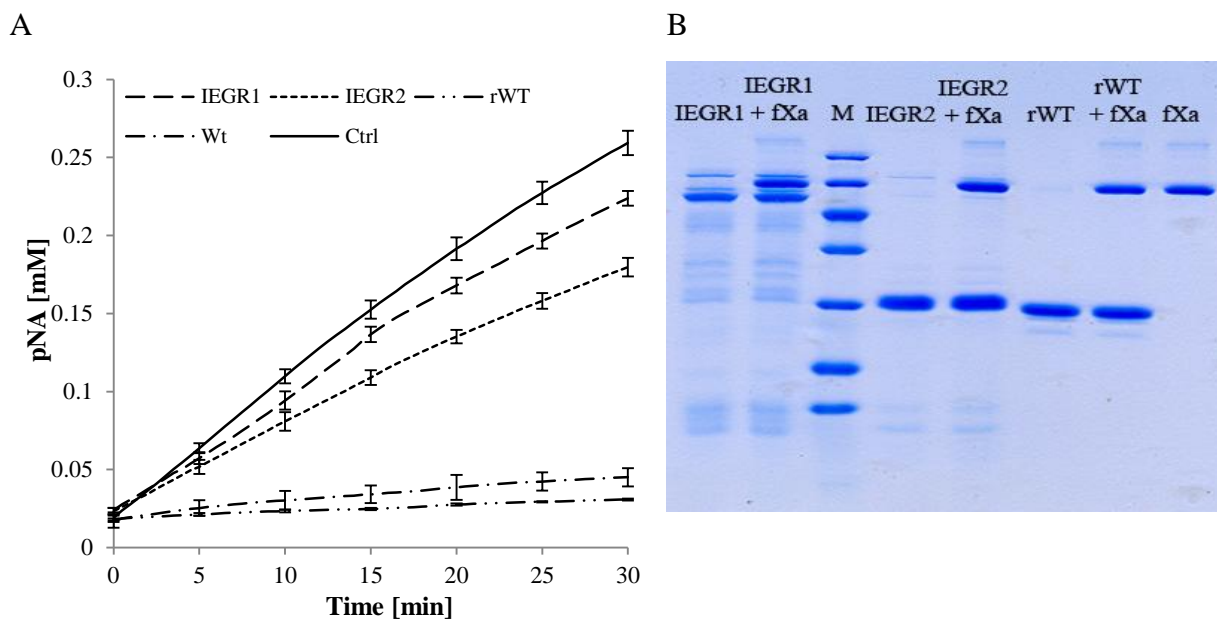 A
B
0.3
IEGR1 IEGR2 rWT
Wt Ctrl
0.25
0.2
0.15
0.1
0.05
0
pNA [mM]
0 5 10 15 20 25 30
Time [min]
IEGR1 IEGR1 + fXa M IEGR2 IEGR2 + fXa rWT rWT + fXa fXa